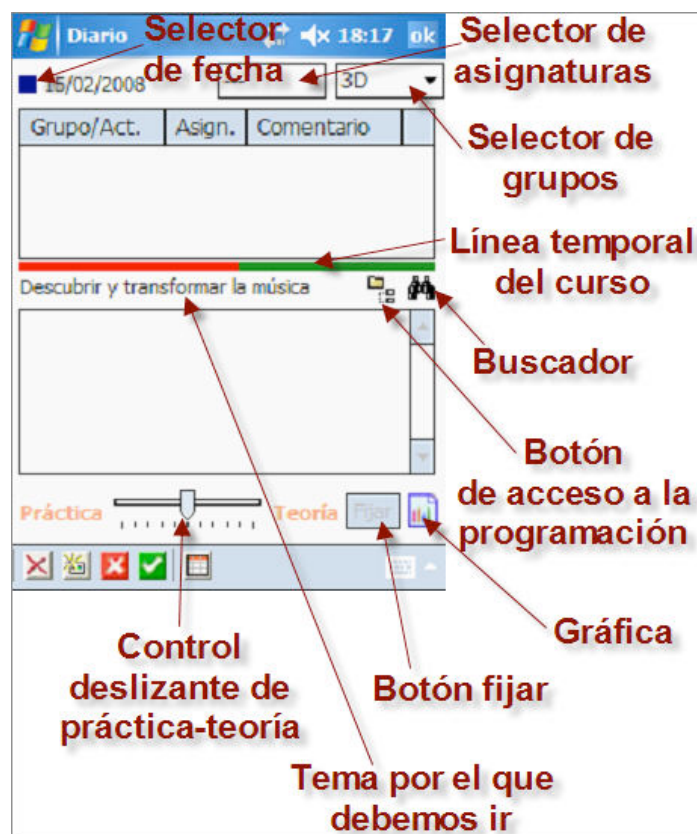 Diario
18:17
ok
Selector
de fecha
Selector de
asignaturas
15/02/2008
3D
Grupo/Act.
Asign.
Comentario
Selector de
grupos
Línea temporal
del curso
Descubrir y transformar la música
Buscador
Botón
de acceso a la
programación
Práctica
Teoría
Fijar
Gráfica
Control
deslizante de
práctica-teoría
Botón fijar
Tema por el que
debemos ir